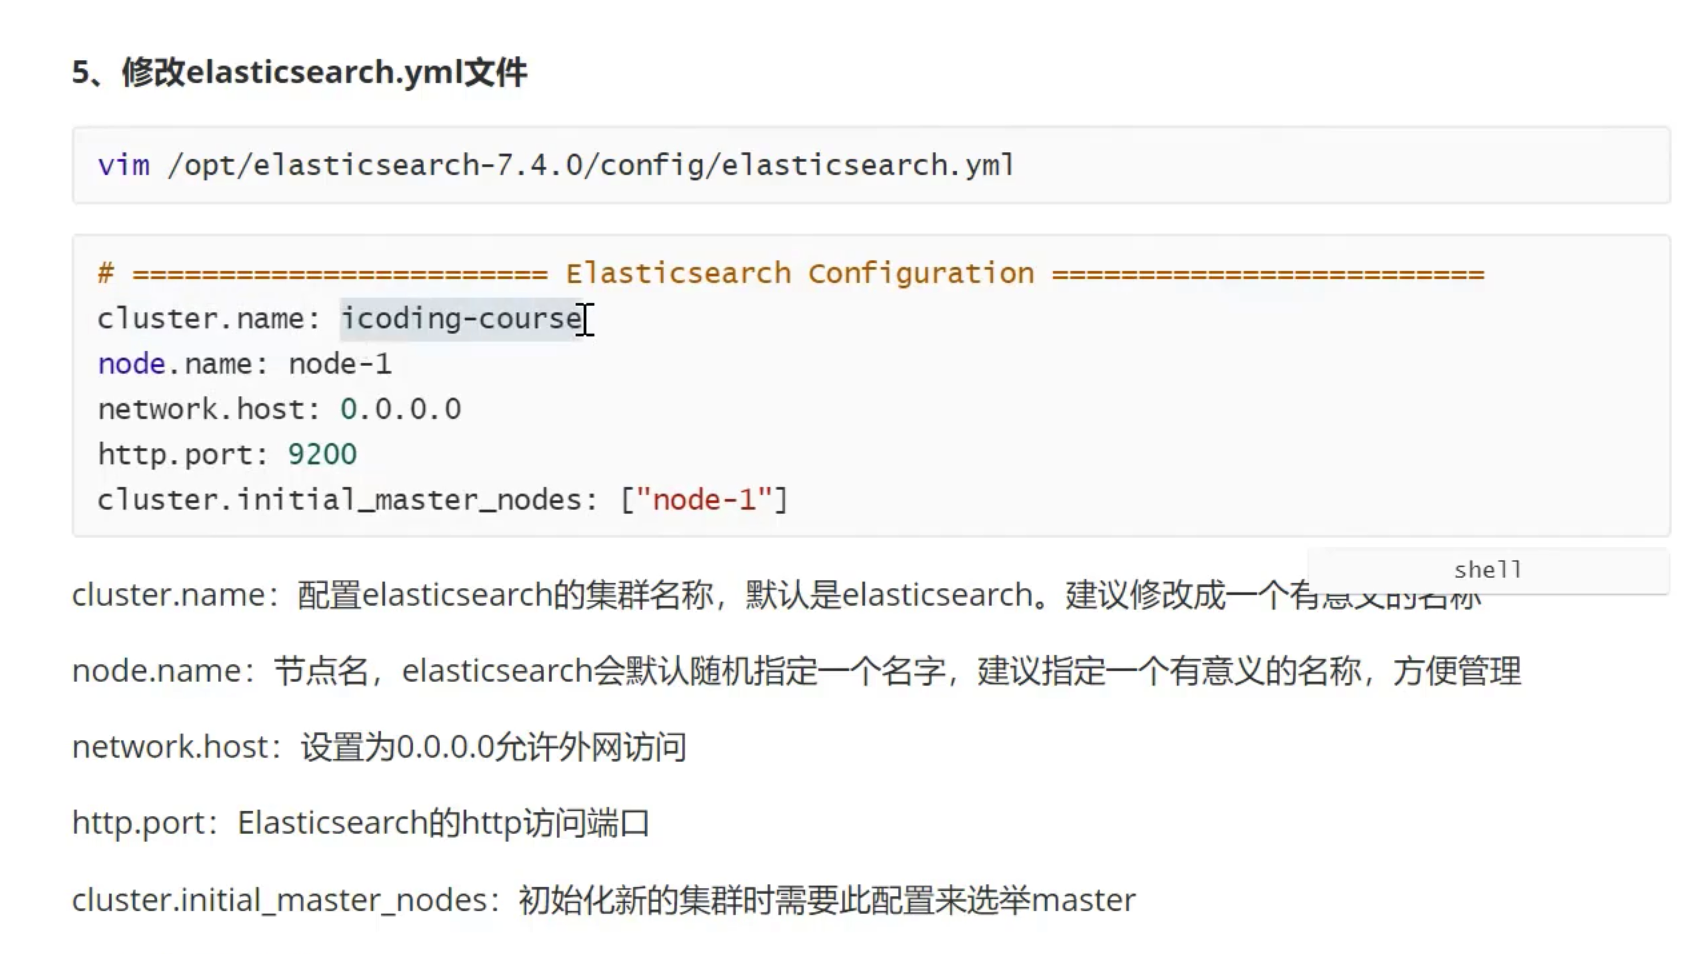 5、修改elasticsearch.yml文件
vim /opt/elasticsearch-7.4.0/config/elasticsearch.yml
# ======================== Elasticsearch Configuration =========================
cluster.name: icoding-course
node.name: node-1
network.host: 0.0.0.0
http.port: 9200
cluster.initial_master_nodes: ["node-1"]
shell
cluster.name：配置elasticsearch的集群名称，默认是elasticsearch。建议修改成一个有意义的名称
node.name：节点名，elasticsearch会默认随机指定一个名字，建议指定一个有意义的名称，方便管理
network.host：设置为0.0.0.0允许外网访问
http.port：Elasticsearch的http访问端口
cluster.initial_master_nodes：初始化新的集群时需要此配置来选举master